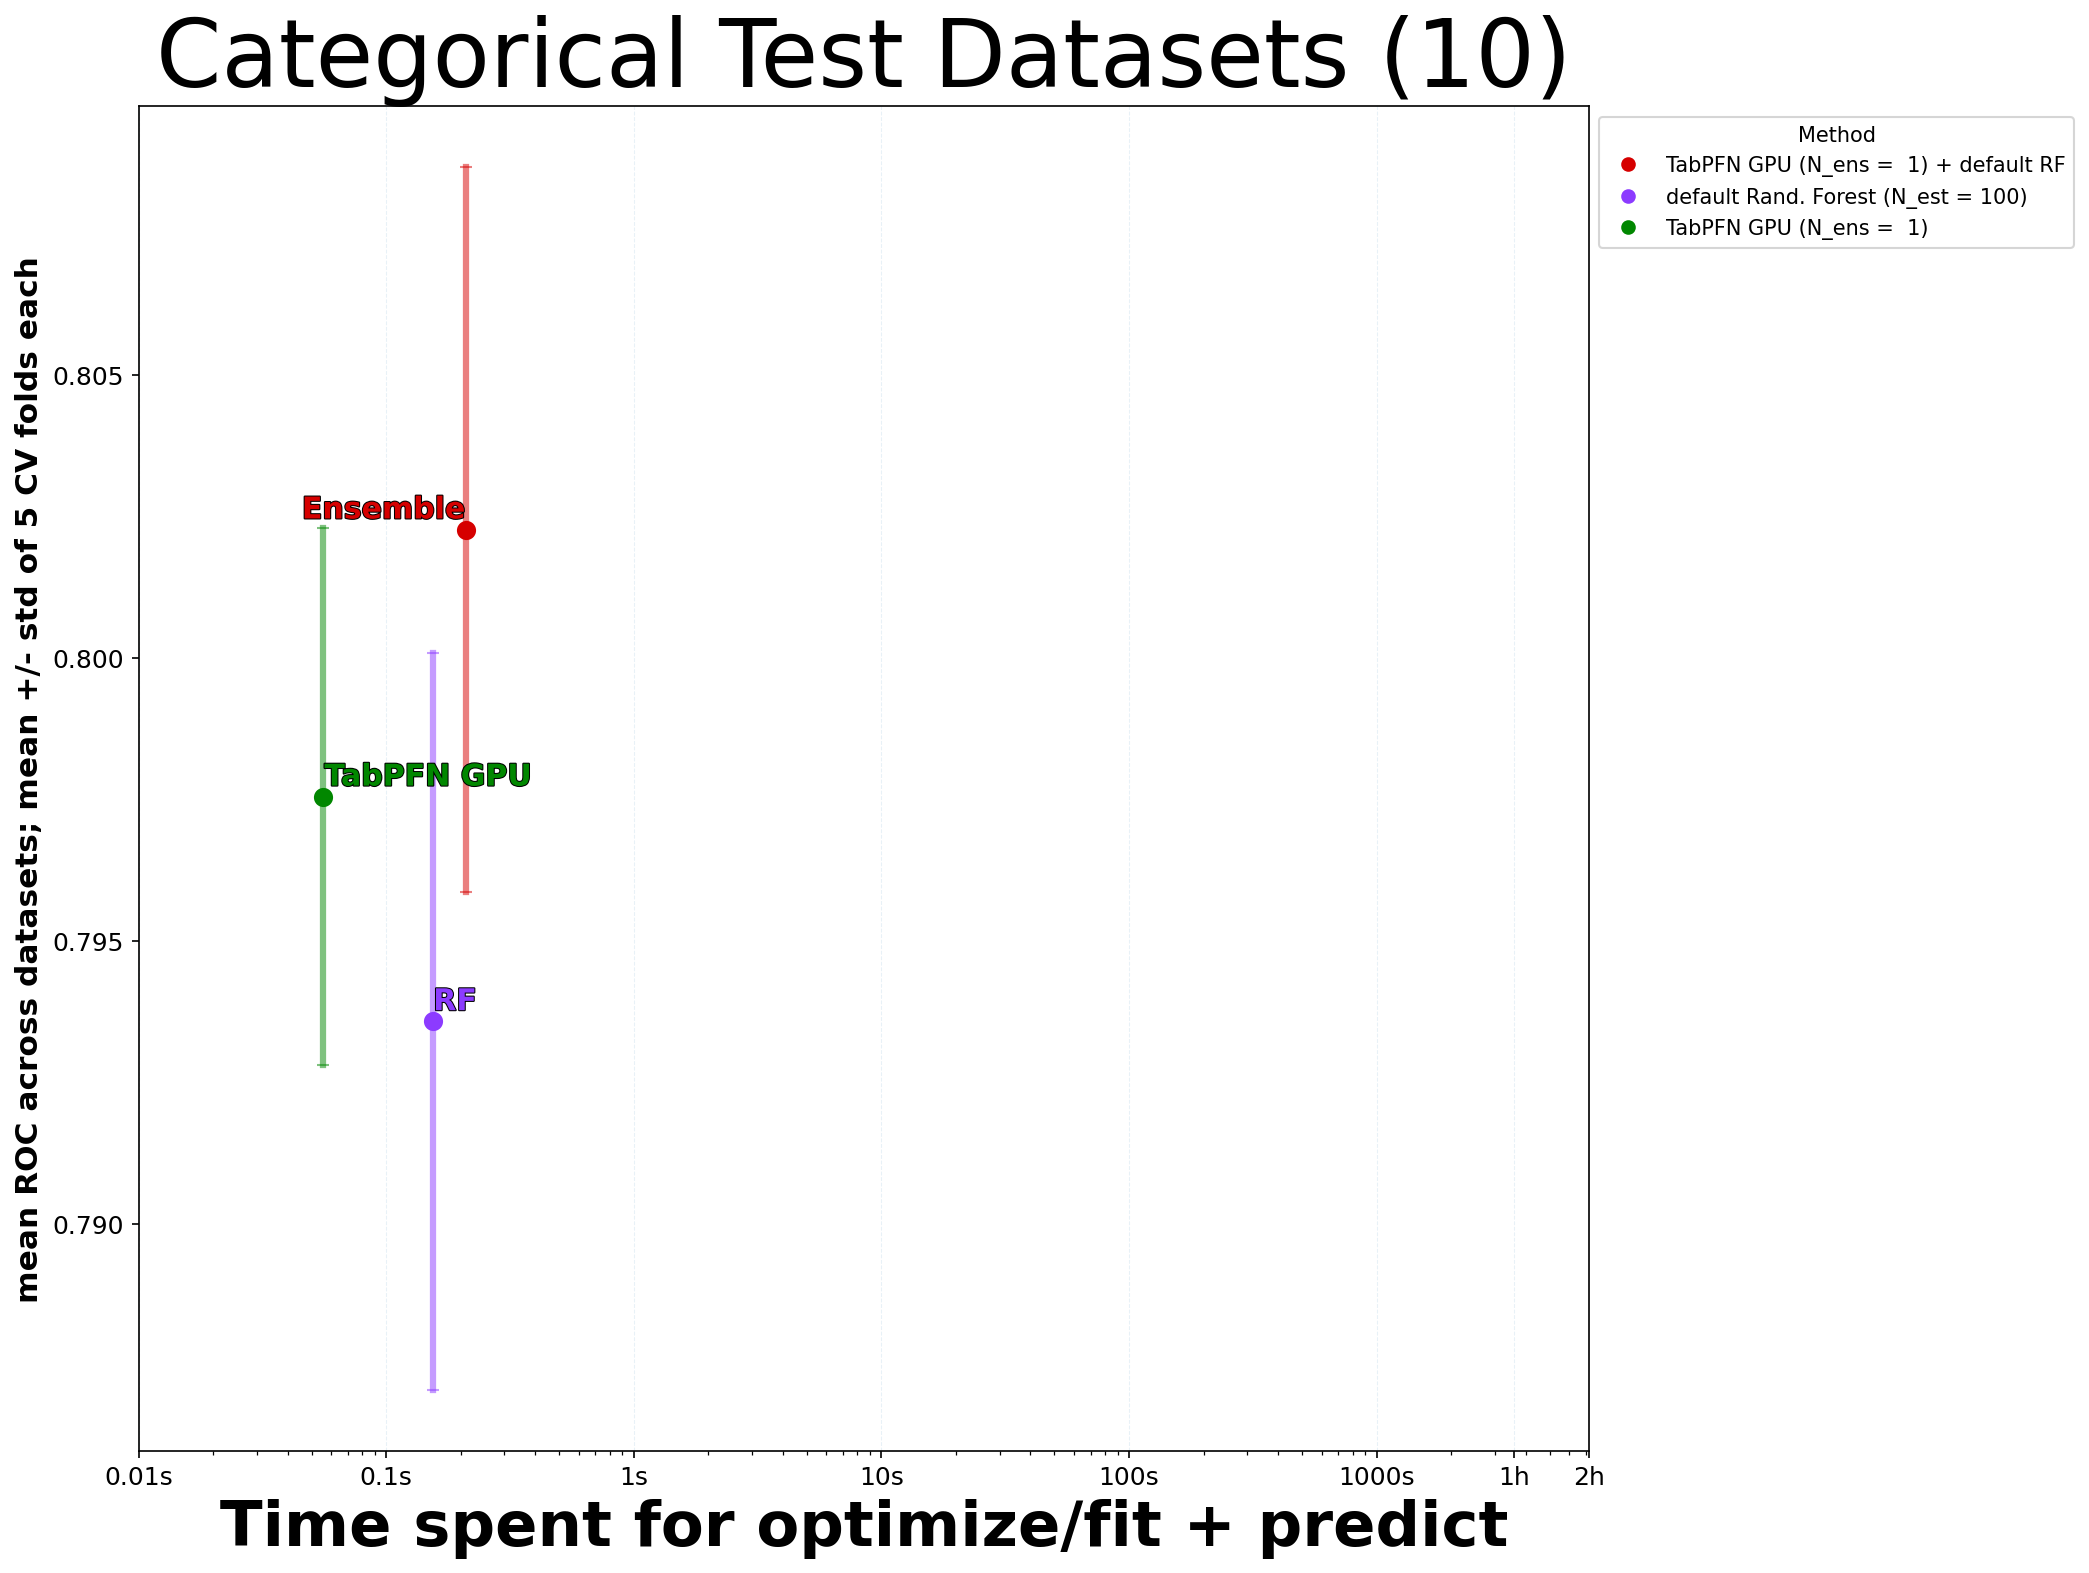 Categorical Test Datasets (10)
mean ROC across datasets; mean +/- std of 5 CV folds each
0.805
0.800
0.795
0.790
Ensemble
TabPFN GPU
RF
0.01s 0.1s 1s 10s 100s 1000s 1h 2h
Time spent for optimize/fit + predict
Method
TabPFN GPU (N_ens =  1) + default RF
default Rand. Forest (N_est = 100)
TabPFN GPU (N_ens =  1)